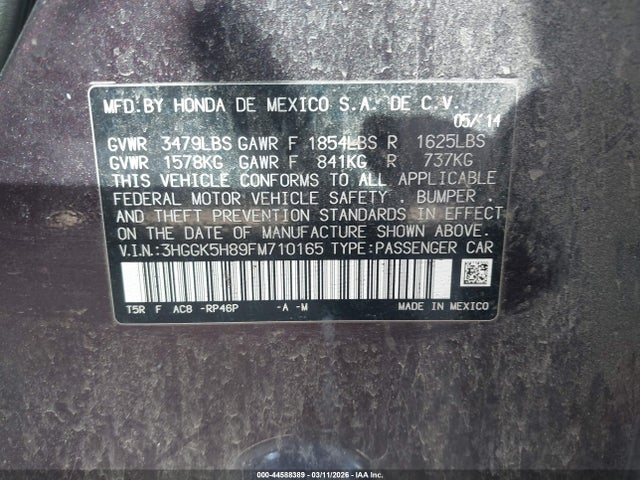 MFD.BY HONDA DE MEXICO S.A. DE C.V.
05/14
GVWR 3479LBS GAWR F 1854LBS R 1625LBS
GVWR 1578KG GAWR F 841KG R 737KG
THIS VEHICLE CONFORMS TO ALL APPLICABLE
FEDERAL MOTOR VEHICLE SAFETY . BUMPER .
AND THEFT PREVENTION STANDARDS IN EFFECT
ON THE DATE OF MANUFACTURE SHOWN ABOVE.
V.I.N.:3HGGK5H89FM710165 TYPE:PASSENGER CAR
T5R F AC8 -RP46P -A -M MADE IN MEXICO
000-44588389 - 03/11/2026 - IAA Inc.